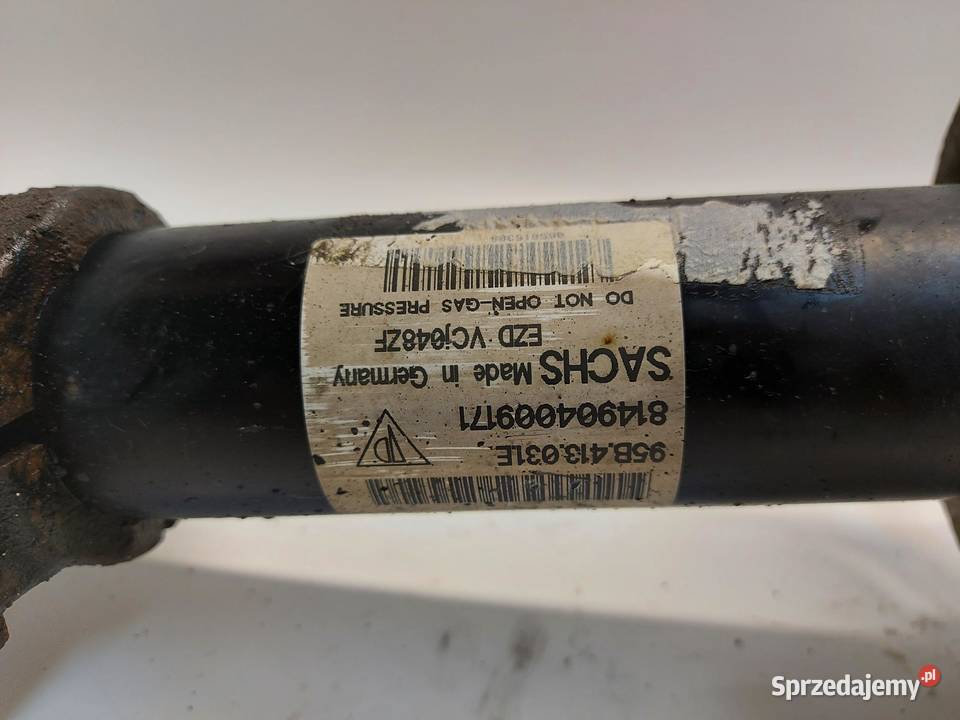 95B.413.031E
814904009171
SACHS Made in Germany
EZD VCj048ZF
DO NOT OPEN-GAS PRESSURE
Sprzedajemy.pl